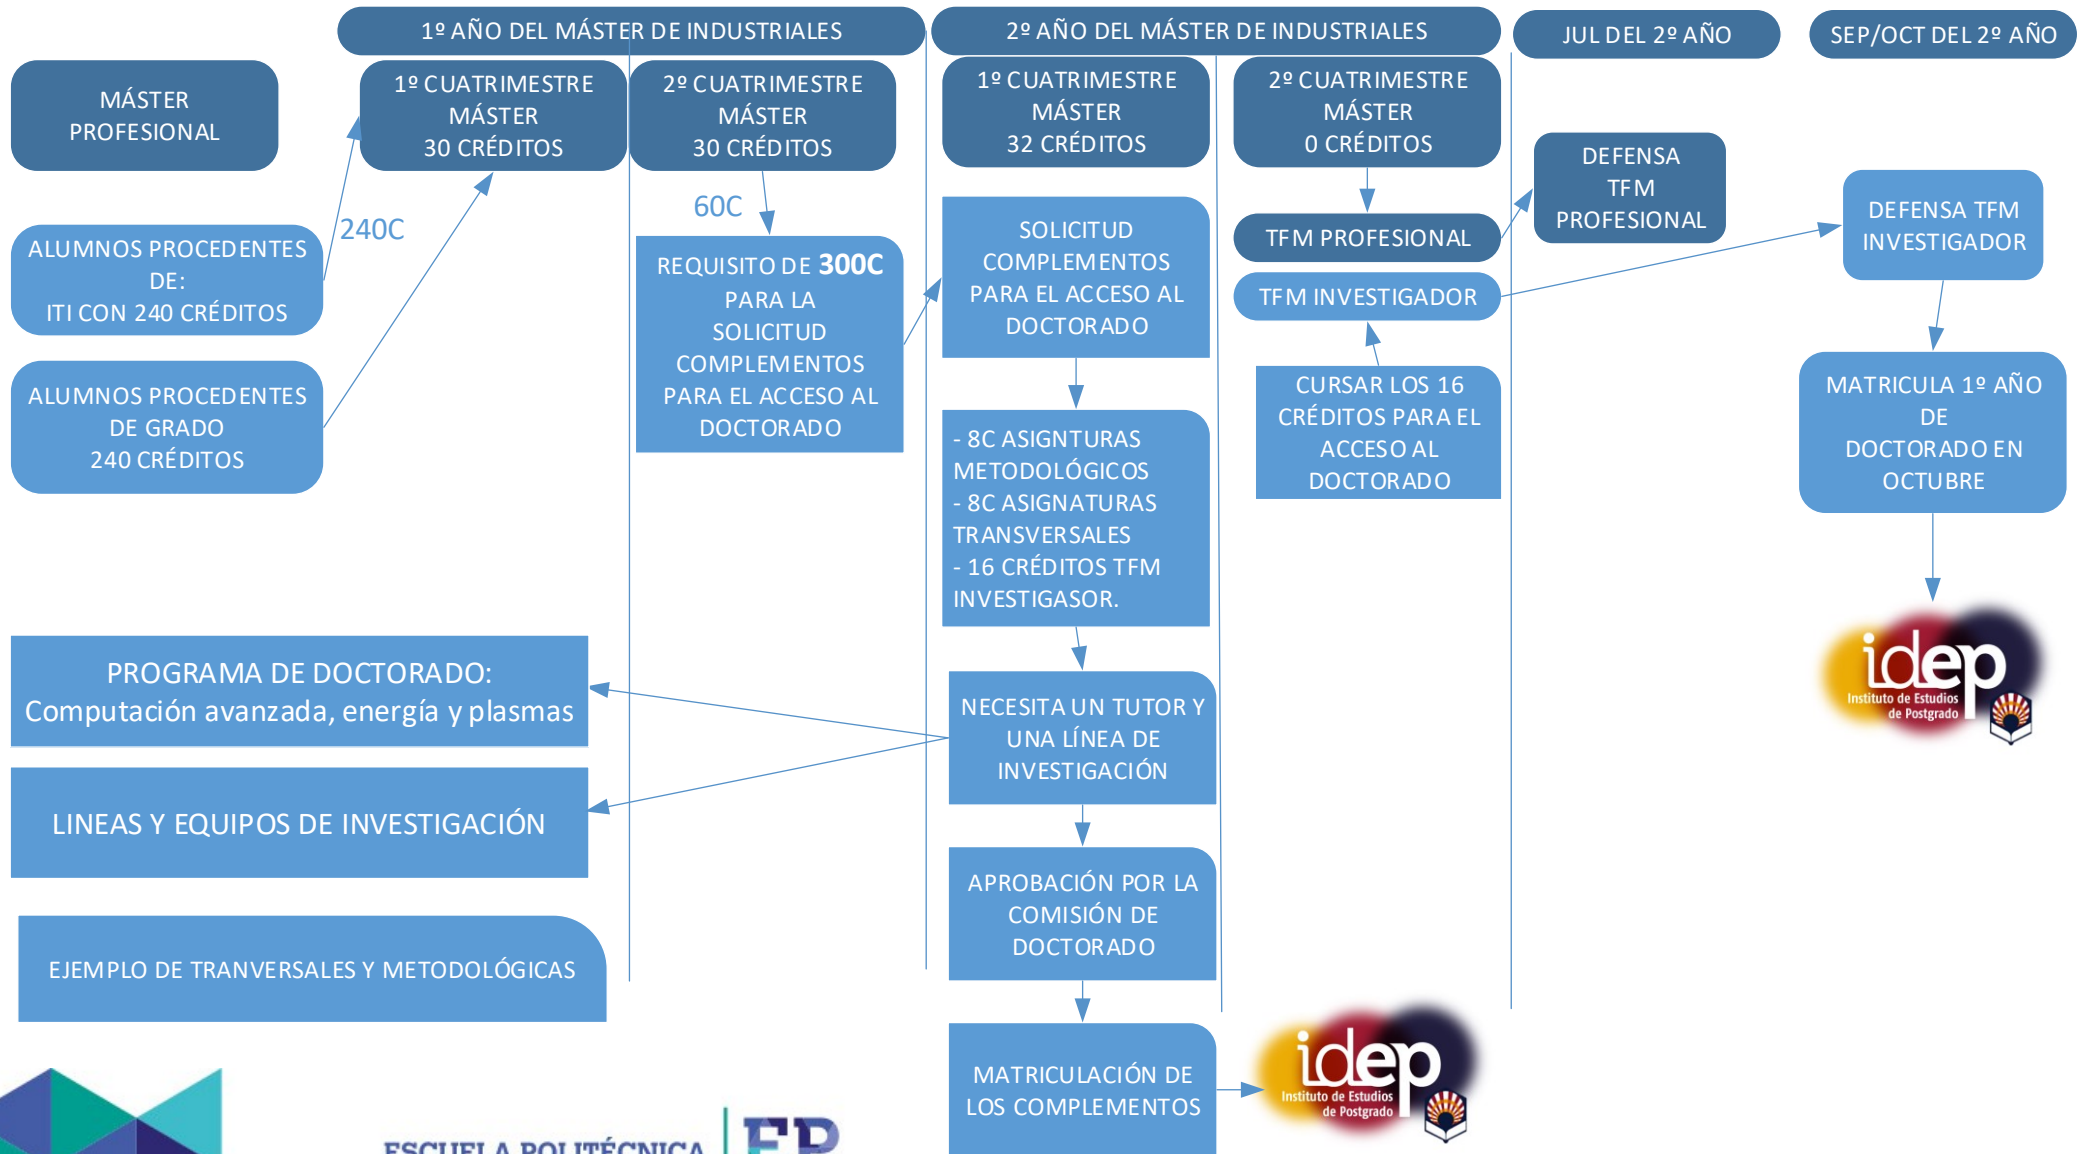 1º AÑO DEL MÁSTER DE INDUSTRIALES
2º AÑO DEL MÁSTER DE INDUSTRIALES
JUL DEL 2º AÑO
SEP/OCT DEL 2º AÑO
MÁSTER
PROFESIONAL
1º CUATRIMESTRE
MÁSTER
30 CRÉDITOS
2º CUATRIMESTRE
MÁSTER
30 CRÉDITOS
1º CUATRIMESTRE
MÁSTER
32 CRÉDITOS
2º CUATRIMESTRE
MÁSTER
0 CRÉDITOS
DEFENSA
TFM
PROFESIONAL
240C
60C
ALUMNOS PROCEDENTES
DE:
ITI CON 240 CRÉDITOS
ALUMNOS PROCEDENTES
DE GRADO
240 CRÉDITOS
REQUISITO DE 300C
PARA LA
SOLICITUD
COMPLEMENTOS
PARA EL ACCESO AL
DOCTORADO
SOLICITUD
COMPLEMENTOS
PARA EL ACCESO AL
DOCTORADO
TFM PROFESIONAL
TFM INVESTIGADOR
CURSAR LOS 16
CRÉDITOS PARA EL
ACCESO AL
DOCTORADO
DEFENSA TFM
INVESTIGADOR
MATRICULA 1º AÑO
DE
DOCTORADO EN
OCTUBRE
- 8C ASIGNTURAS
METODOLÓGICOS
- 8C ASIGNATURAS
TRANSVERSALES
- 16 CRÉDITOS TFM
INVESTIGASOR.
idep
Instituto de Estudios
de Postgrado
PROGRAMA DE DOCTORADO:
Computación avanzada, energía y plasmas
NECESITA UN TUTOR Y
UNA LÍNEA DE
INVESTIGACIÓN
LINEAS Y EQUIPOS DE INVESTIGACIÓN
APROBACIÓN POR LA
COMISIÓN DE
DOCTORADO
EJEMPLO DE TRANVERSALES Y METODOLÓGICAS
MATRICULACIÓN DE
LOS COMPLEMENTOS
idep
Instituto de Estudios
de Postgrado
ESCUELA POLITÉCNICA
EP